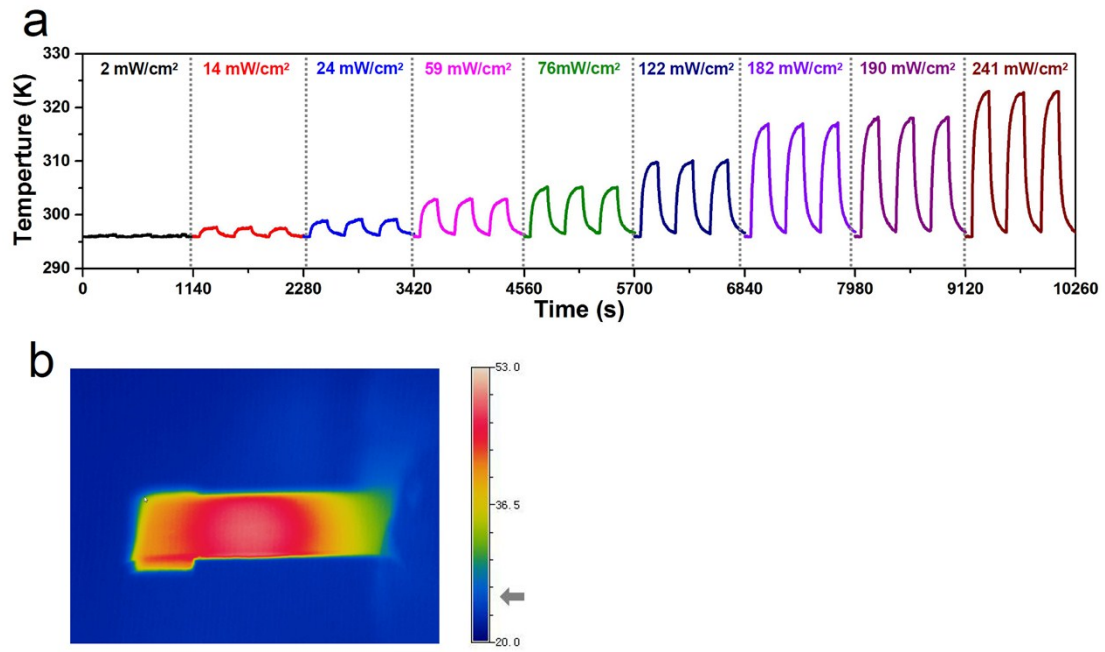 a
330
320
310
300
290
Temperture (K)
2 mW/cm²
14 mW/cm²
24 mW/cm²
59 mW/cm²
76mW/cm²
122 mW/cm²
182 mW/cm²
190 mW/cm²
241 mW/cm²
0
1140
2280
3420
4560
5700
6840
7980
9120
10260
Time (s)
b
53.0
36.5
20.0